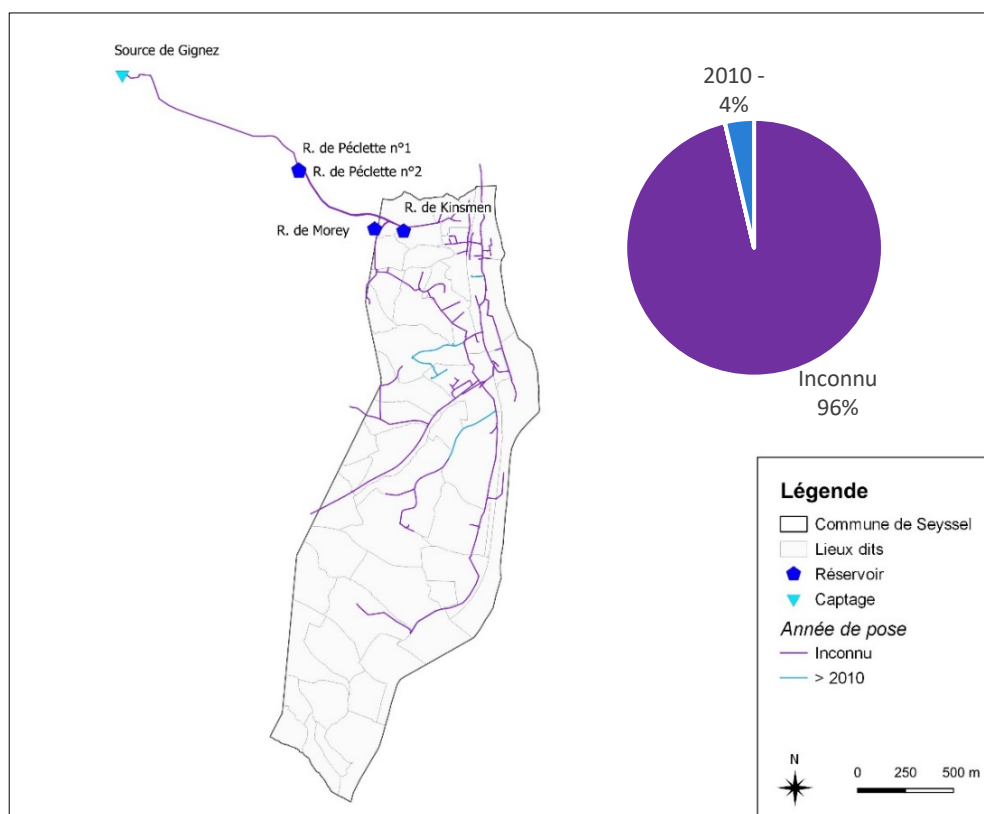 Source de Gignez
R. de Péclette n°1
R. de Péclette n°2
R. de Kinsmen
R. de Morey
2010 -
4%
Inconnu
96%
Légende
Commune de Seyssel
Lieux dits
Réservoir
Captage
Année de pose
Inconnu
> 2010
N
0 250 500 m